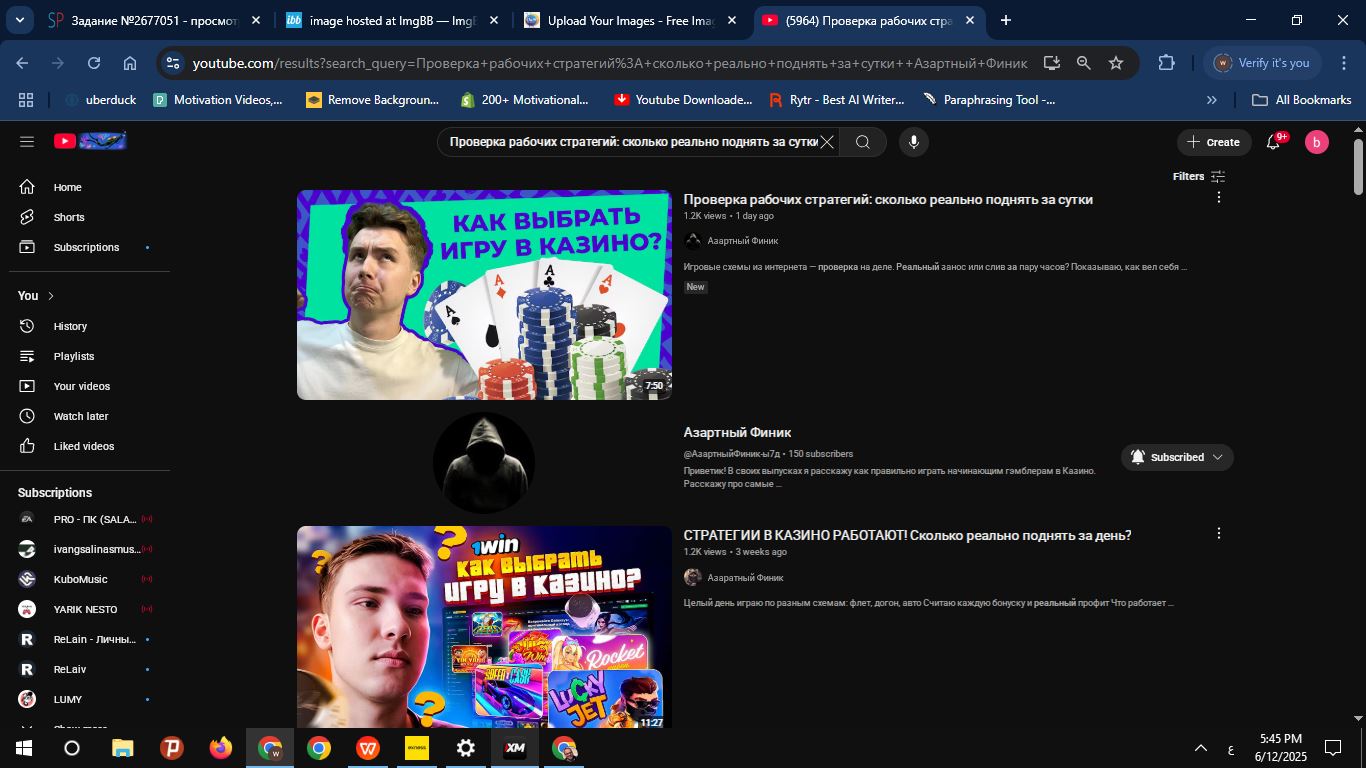 Задание №2677051 - просмот
image hosted at ImgBB — ImgB
Upload Your Images - Free Imag
(5964) Проверка рабочих стра
youtube.com/results?search_query=Проверка+рабочих+стратегий%3A+сколько+реально+поднять+за+сутки++Азартный+Финик
Verify it's you
uberduck
Motivation Videos,...
Remove Backgroun...
200+ Motivational...
Youtube Downloade...
Rytr - Best AI Writer...
Paraphrasing Tool -...
All Bookmarks
Проверка рабочих стратегий: сколько реально поднять за сутки
Create
9+
b
Home
Shorts
Subscriptions
You
History
Playlists
Your videos
Watch later
Liked videos
Subscriptions
PRO - ПК (SALA...
ivangsalinasmus...
KuboMusic
YARIK NESTO
ReLain - Личны...
ReLaiv
LUMY
Show more
Filters
КАК ВЫБРАТЬ
ИГРУ В КАЗИНО?
A A A A
7:50
Проверка рабочих стратегий: сколько реально поднять за сутки
1.2K views • 1 day ago
Азартный Финик
Игровые схемы из интернета — проверка на деле. Реальный занос или слив за пару часов? Показываю, как вел себя ...
New
Азартный Финик
@АзартныйФиник-ы7д • 150 subscribers
Приветик! В своих выпусках я расскажу как правильно играть начинающим гэмблерам в Казино.
Расскажу про самые ...
Subscribed
1win
КАК ВЫБРАТЬ
ИГРУ В КАЗИНО?
ROCKET
SPEED CASH
LUCKY
JET
11:27
СТРАТЕГИИ В КАЗИНО РАБОТАЮТ! Сколько реально поднять за день?
1.2K views • 3 weeks ago
Азаратный Финик
Целый день играю по разным схемам: флет, догон, авто Считаю каждую бонуску и реальный профит Что работает ...
exness
XM
ع
5:45 PM
6/12/2025